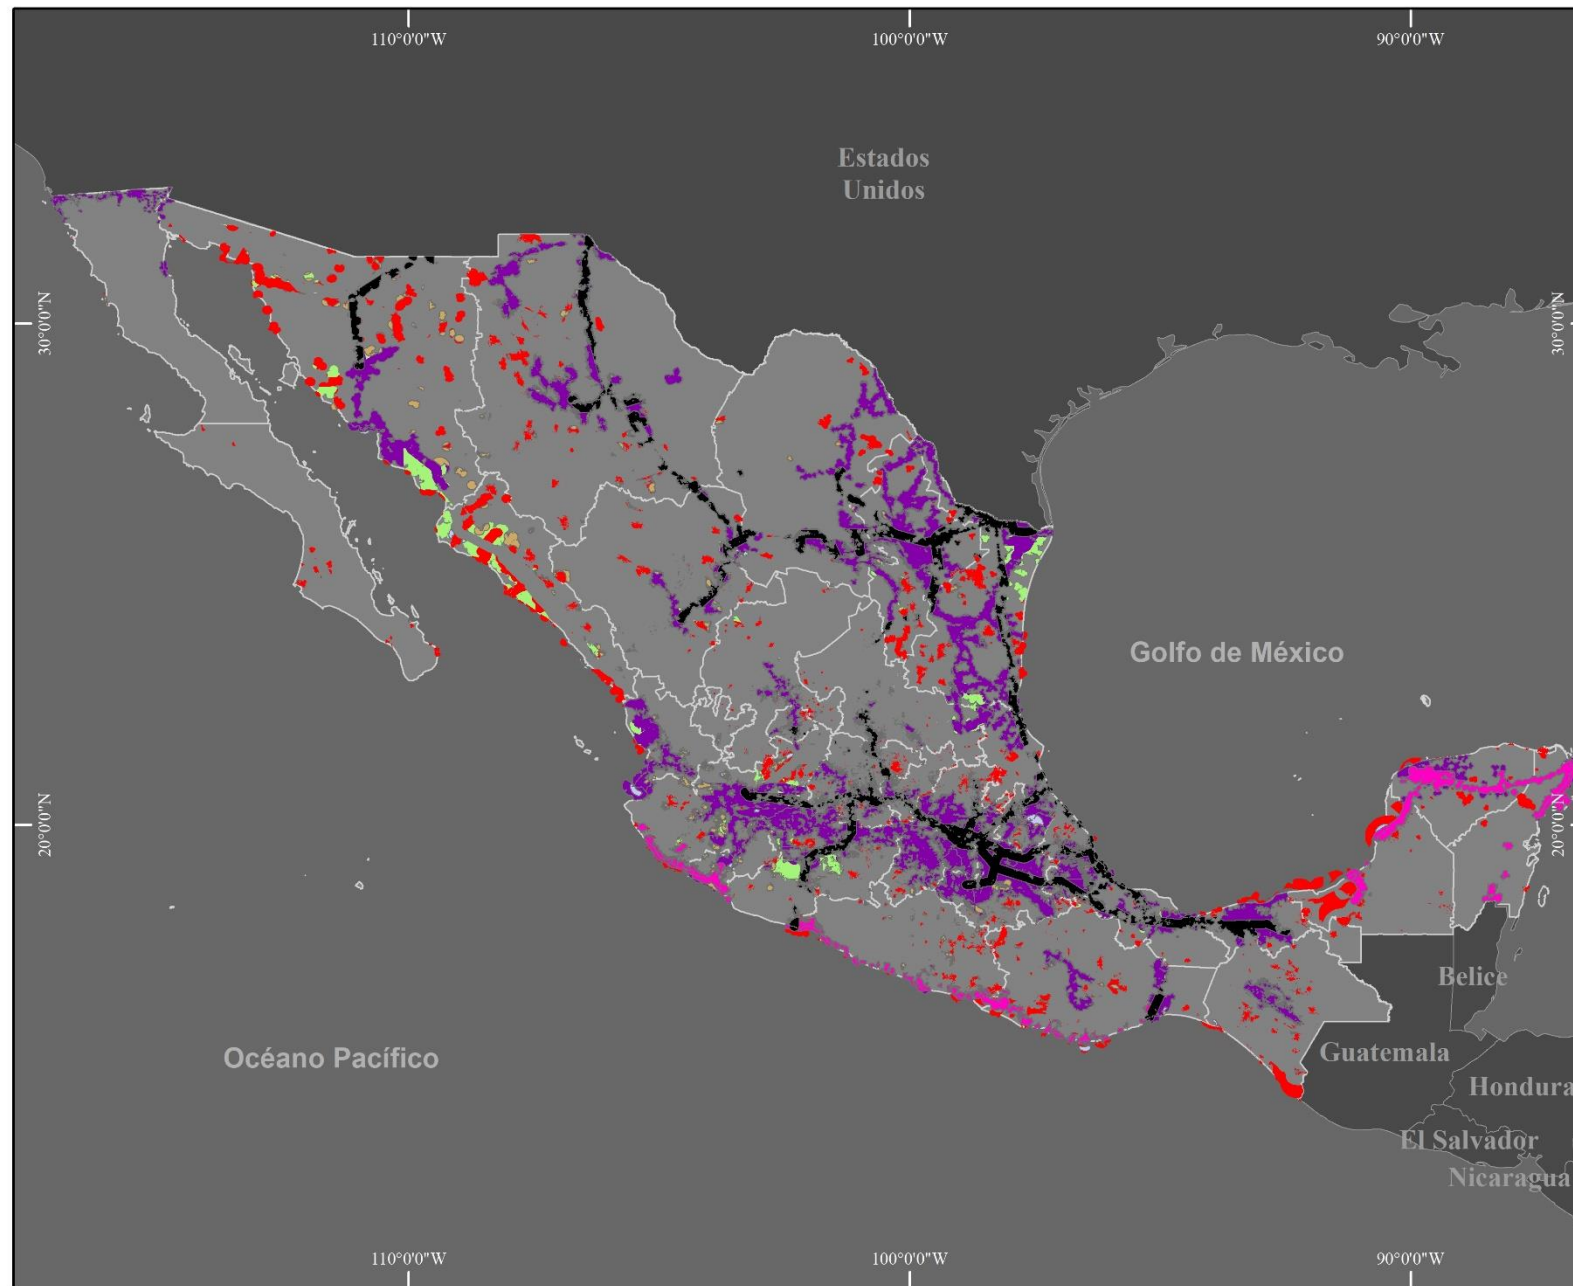 110°0'0"W
100°0'0"W
90°0'0"W
Estados
Unidos
30°0'0"N
30°0'0"N
Golfo de México
20°0'0"N
20°0'0"N
Belice
Océano Pacífico
Guatemala
Hondura
El Salvador
Nicaragua
110°0'0"W
100°0'0"W
90°0'0"W